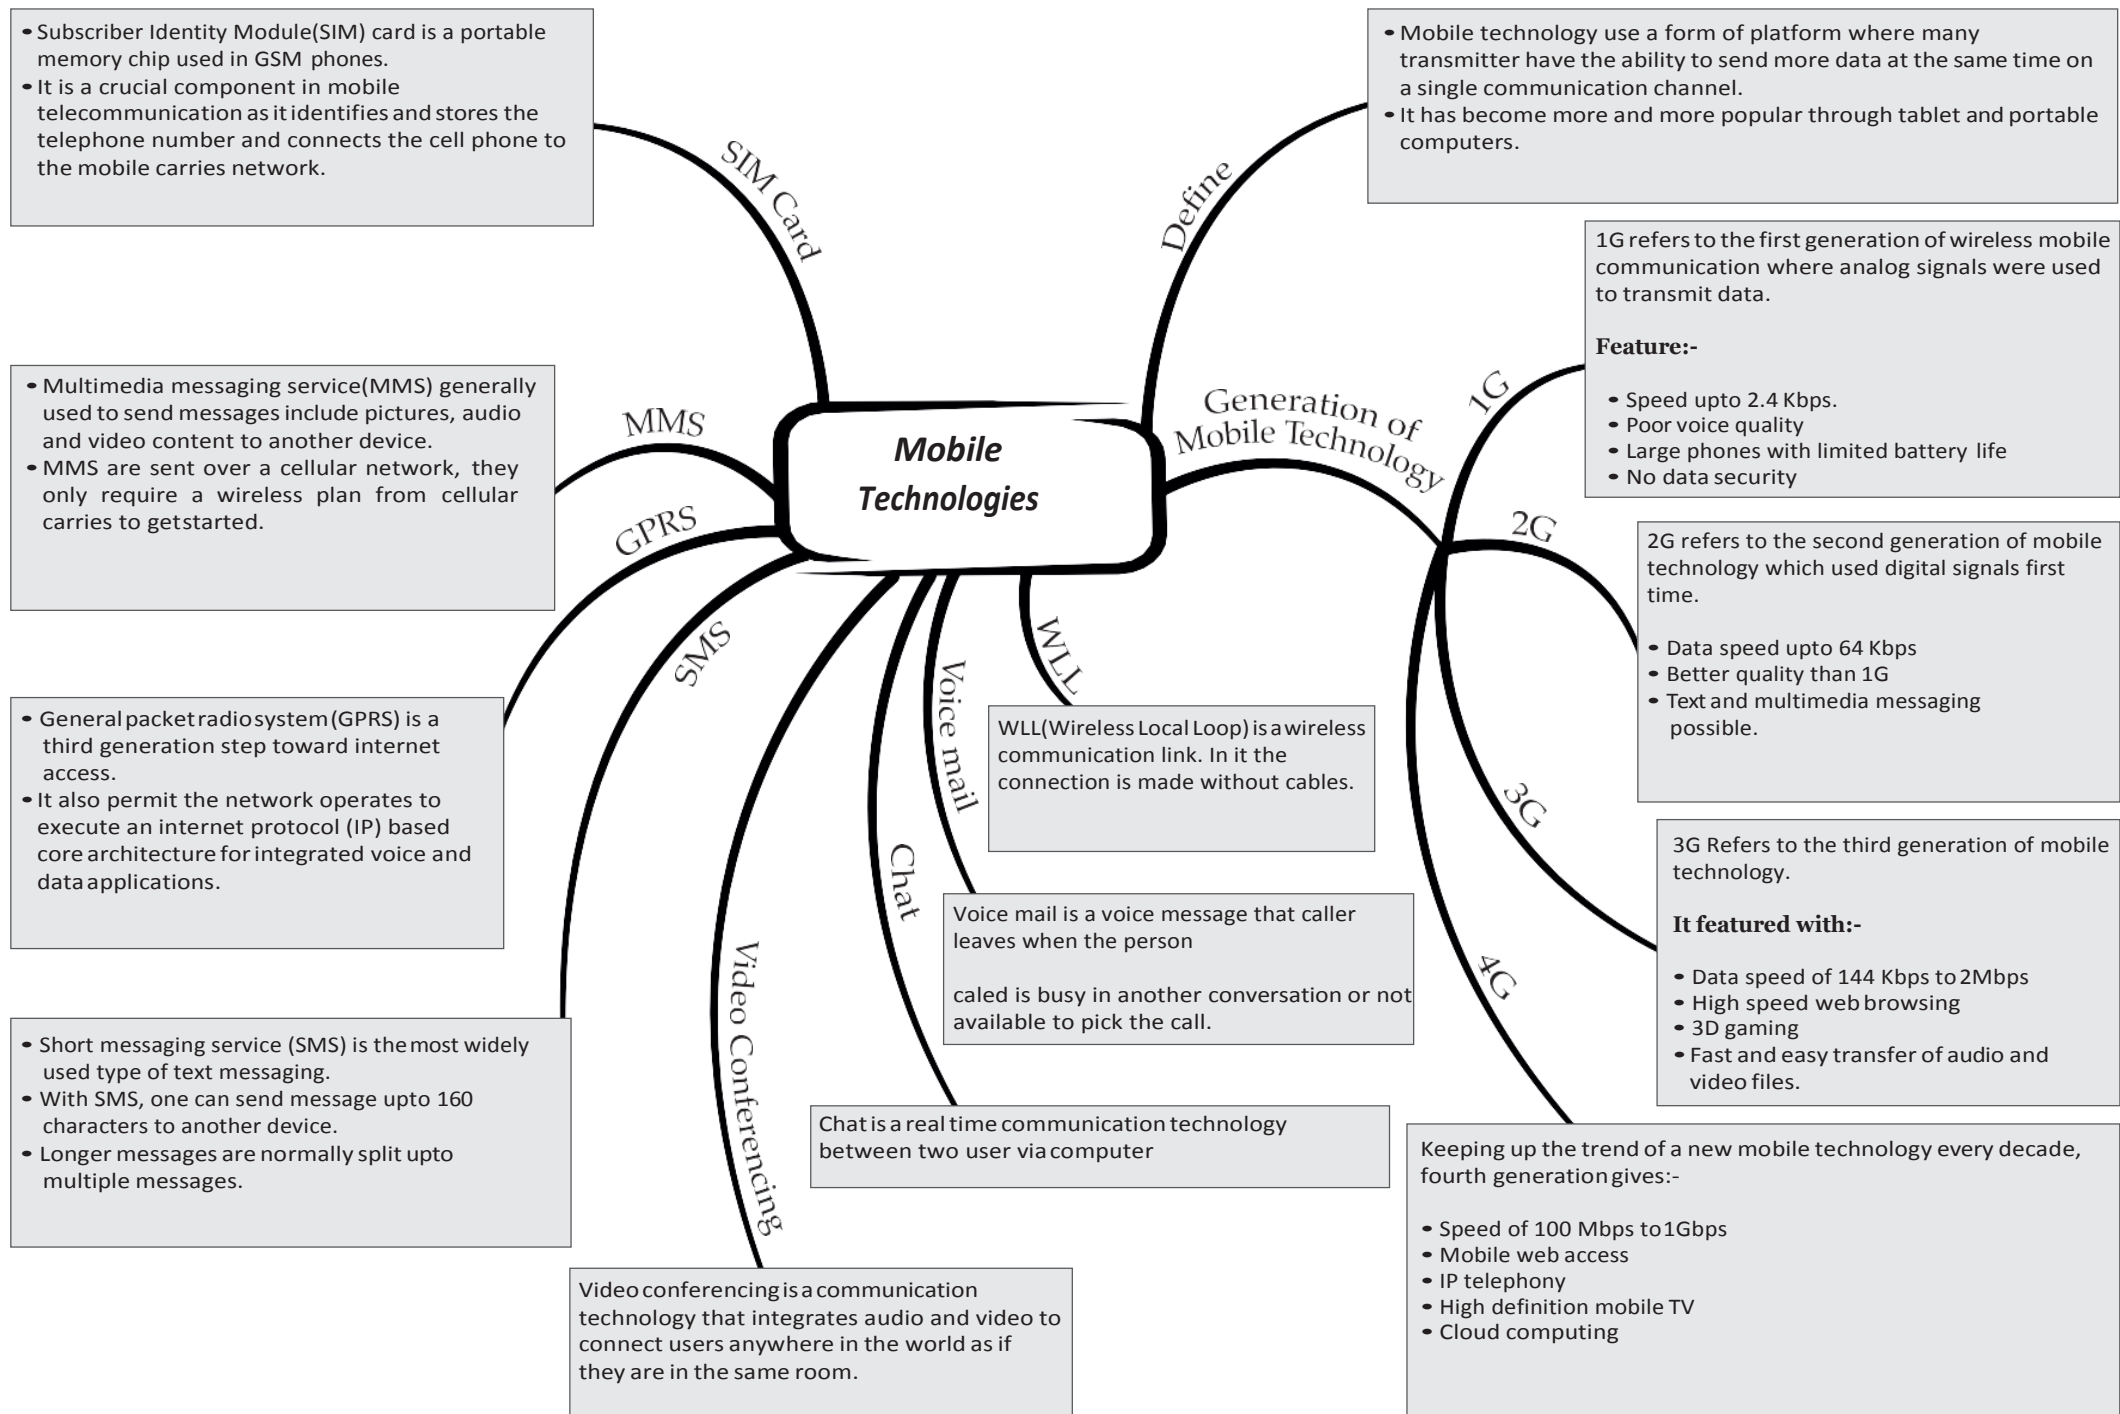 Mobile
Technologies
SIM Card
• Subscriber Identity Module(SIM) card is a portable
memory chip used in GSM phones.
• It is a crucial component in mobile
telecommunication as it identifies and stores the
telephone number and connects the cell phone to
the mobile carries network.
MMS
• Multimedia messaging service(MMS) generally
used to send messages include pictures, audio
and video content to another device.
• MMS are sent over a cellular network, they
only require a wireless plan from cellular
carries to getstarted.
GPRS
• General packet radio system (GPRS) is a
third generation step toward internet
access.
• It also permit the network operates to
execute an internet protocol (IP) based
core architecture for integrated voice and
data applications.
SMS
• Short messaging service (SMS) is the most widely
used type of text messaging.
• With SMS, one can send message upto 160
characters to another device.
• Longer messages are normally split upto
multiple messages.
Video Conferencing
Video conferencing is a communication
technology that integrates audio and video to
connect users anywhere in the world as if
they are in the same room.
Chat
Chat is a real time communication technology
between two user via computer
Voice mail
Voice mail is a voice message that caller
leaves when the person
caled is busy in another conversation or not
available to pick the call.
WLL
WLL(Wireless Local Loop) is a wireless
communication link. In it the
connection is made without cables.
Define
• Mobile technology use a form of platform where many
transmitter have the ability to send more data at the same time on
a single communication channel.
• It has become more and more popular through tablet and portable
computers.
Generation of
Mobile Technology
1G
1G refers to the first generation of wireless mobile
communication where analog signals were used
to transmit data.
Feature:-
• Speed upto 2.4 Kbps.
• Poor voice quality
• Large phones with limited battery life
• No data security
2G
2G refers to the second generation of mobile
technology which used digital signals first
time.
• Data speed upto 64 Kbps
• Better quality than 1G
• Text and multimedia messaging
possible.
3G
3G Refers to the third generation of mobile
technology.
It featured with:-
• Data speed of 144 Kbps to 2Mbps
• High speed web browsing
• 3D gaming
• Fast and easy transfer of audio and
video files.
4G
Keeping up the trend of a new mobile technology every decade,
fourth generation gives:-
• Speed of 100 Mbps to 1Gbps
• Mobile web access
• IP telephony
• High definition mobile TV
• Cloud computing